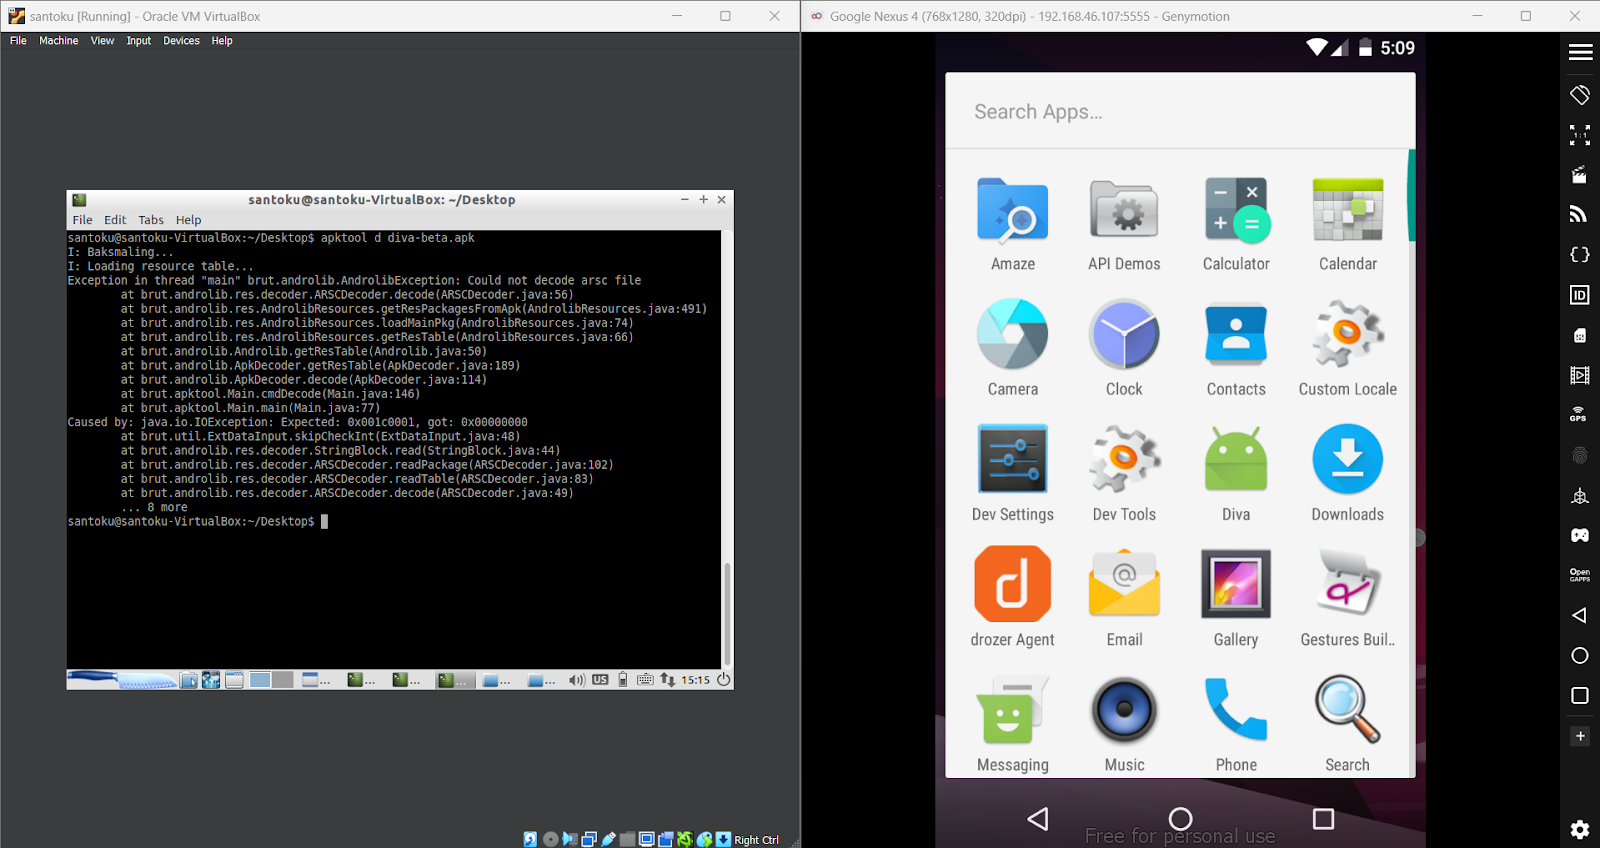 santoku [Running] - Oracle VM VirtualBox
File Machine View Input Devices Help
santoku@santoku-VirtualBox: ~/Desktop
File Edit Tabs Help
santoku@santoku-VirtualBox:~/Desktop$ apktool d diva-beta.apk
I: Baksmaling...
I: Loading resource table...
Exception in thread "main" brut.androlib.AndrolibException: Could not decode arsc file
at brut.androlib.res.decoder.ARSCDecoder.decode(ARSCDecoder.java:56)
at brut.androlib.res.AndrolibResources.getResPackagesFromApk(AndrolibResources.java:491)
at brut.androlib.res.AndrolibResources.loadMainPkg(AndrolibResources.java:74)
at brut.androlib.res.AndrolibResources.getResTable(AndrolibResources.java:66)
at brut.androlib.Androlib.getResTable(Androlib.java:50)
at brut.androlib.ApkDecoder.getResTable(ApkDecoder.java:189)
at brut.androlib.ApkDecoder.decode(ApkDecoder.java:114)
at brut.apktool.Main.cmdDecode(Main.java:146)
at brut.apktool.Main.main(Main.java:77)
Caused by: java.io.IOException: Expected: 0x001c0001, got: 0x00000000
at brut.util.ExtDataInput.skipCheckInt(ExtDataInput.java:48)
at brut.androlib.res.decoder.StringBlock.read(StringBlock.java:44)
at brut.androlib.res.decoder.ARSCDecoder.readPackage(ARSCDecoder.java:102)
at brut.androlib.res.decoder.ARSCDecoder.readTable(ARSCDecoder.java:83)
at brut.androlib.res.decoder.ARSCDecoder.decode(ARSCDecoder.java:49)
... 8 more
santoku@santoku-VirtualBox:~/Desktop$
... ... ... ... ... ... US 15:15
Right Ctrl
Google Nexus 4 (768x1280, 320dpi) - 192.168.46.107:5555 - Genymotion
5:09
Search Apps...
Amaze API Demos Calculator Calendar
Camera Clock Contacts Custom Locale
Dev Settings Dev Tools Diva Downloads
drozer Agent Email Gallery Gestures Buil..
Messaging Music Phone Search
Free for personal use
1:1
ID
GPS
Open
GAPPS